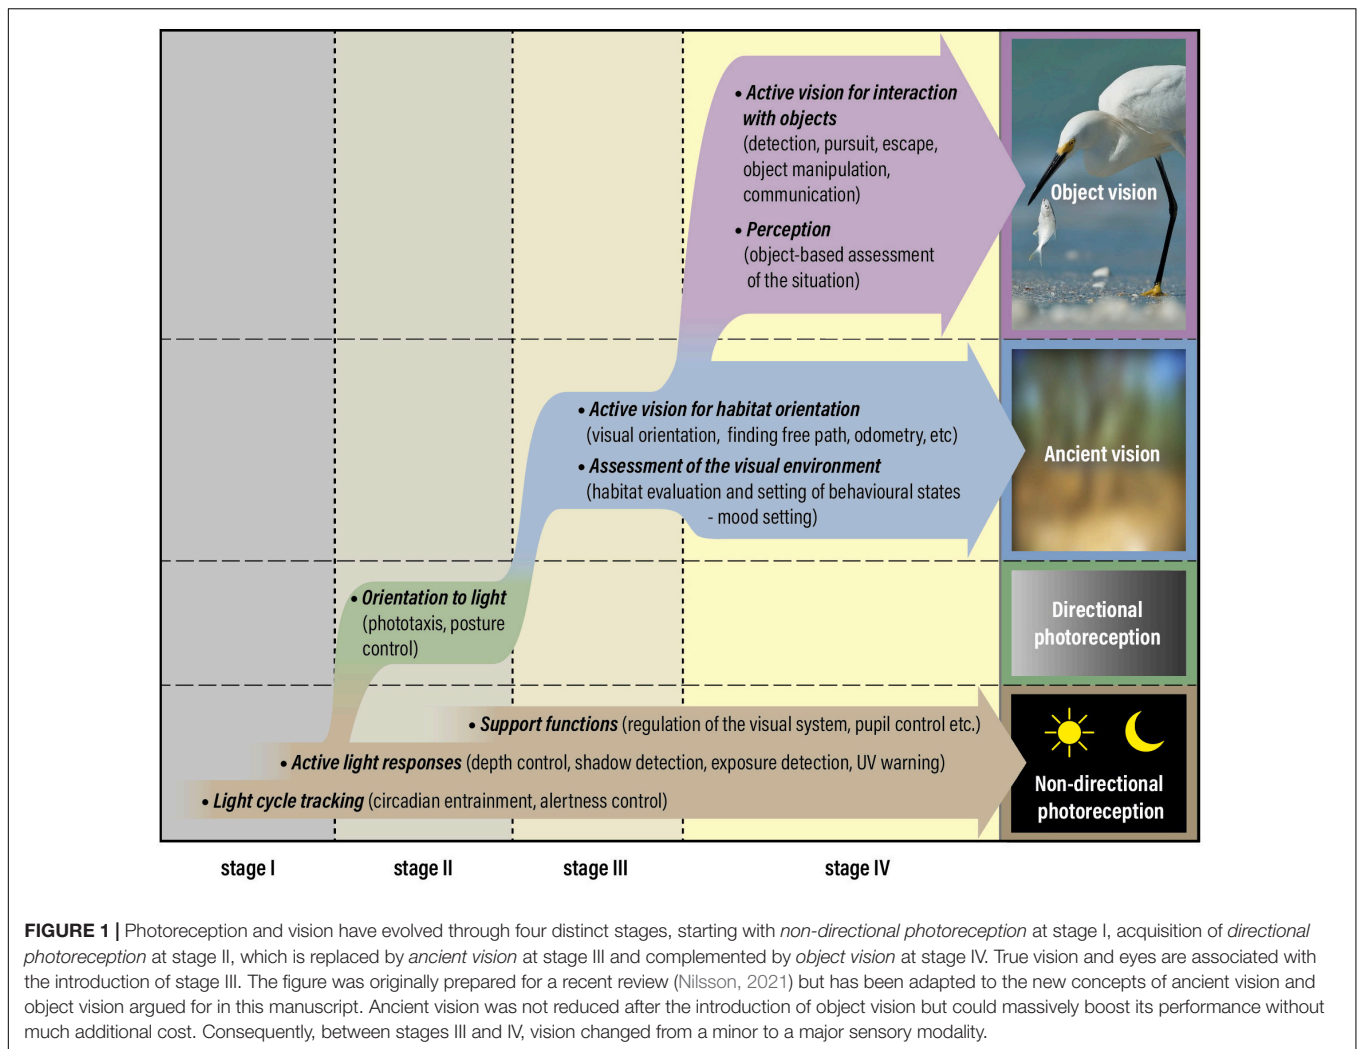 • Active vision for interaction
with objects
(detection, pursuit, escape,
object manipulation,
communication)
• Perception
(object-based assessment
of the situation)
Object vision
• Active vision for habitat orientation
(visual orientation, finding free path, odometry, etc)
• Assessment of the visual environment
(habitat evaluation and setting of behavioural states
- mood setting)
Ancient vision
• Orientation to light
(phototaxis, posture
control)
Directional
photoreception
• Support functions (regulation of the visual system, pupil control etc.)
• Active light responses (depth control, shadow detection, exposure detection, UV warning)
• Light cycle tracking (circadian entrainment, alertness control)
Non-directional
photoreception
stage I
stage II
stage III
stage IV
FIGURE 1 | Photoreception and vision have evolved through four distinct stages, starting with non-directional photoreception at stage I, acquisition of directional
photoreception at stage II, which is replaced by ancient vision at stage III and complemented by object vision at stage IV. True vision and eyes are associated with
the introduction of stage III. The figure was originally prepared for a recent review (Nilsson, 2021) but has been adapted to the new concepts of ancient vision and
object vision argued for in this manuscript. Ancient vision was not reduced after the introduction of object vision but could massively boost its performance without
much additional cost. Consequently, between stages III and IV, vision changed from a minor to a major sensory modality.